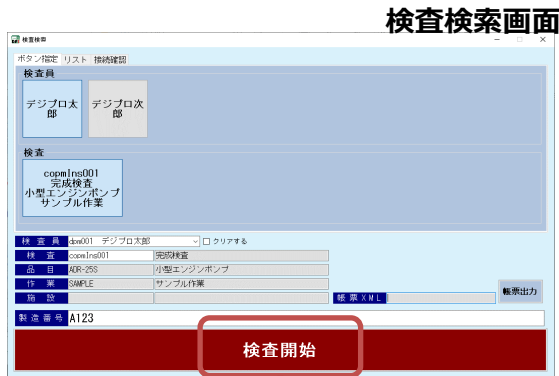 検査検索画面
検査検索
ボタン指定 リスト 接続確認
検査員
デジプロ太
郎
デジプロ次
郎
検査
copmIns001
完成検査
小型エンジンポンプ
サンプル作業
検査員 dpm001 デジプロ太郎 クリアする
検査 copmIns001 完成検査
品目 ADR-25S 小型エンジンポンプ
作業 SAMPLE サンプル作業
施設 帳票XML 帳票出力
製造番号 A123
検査開始